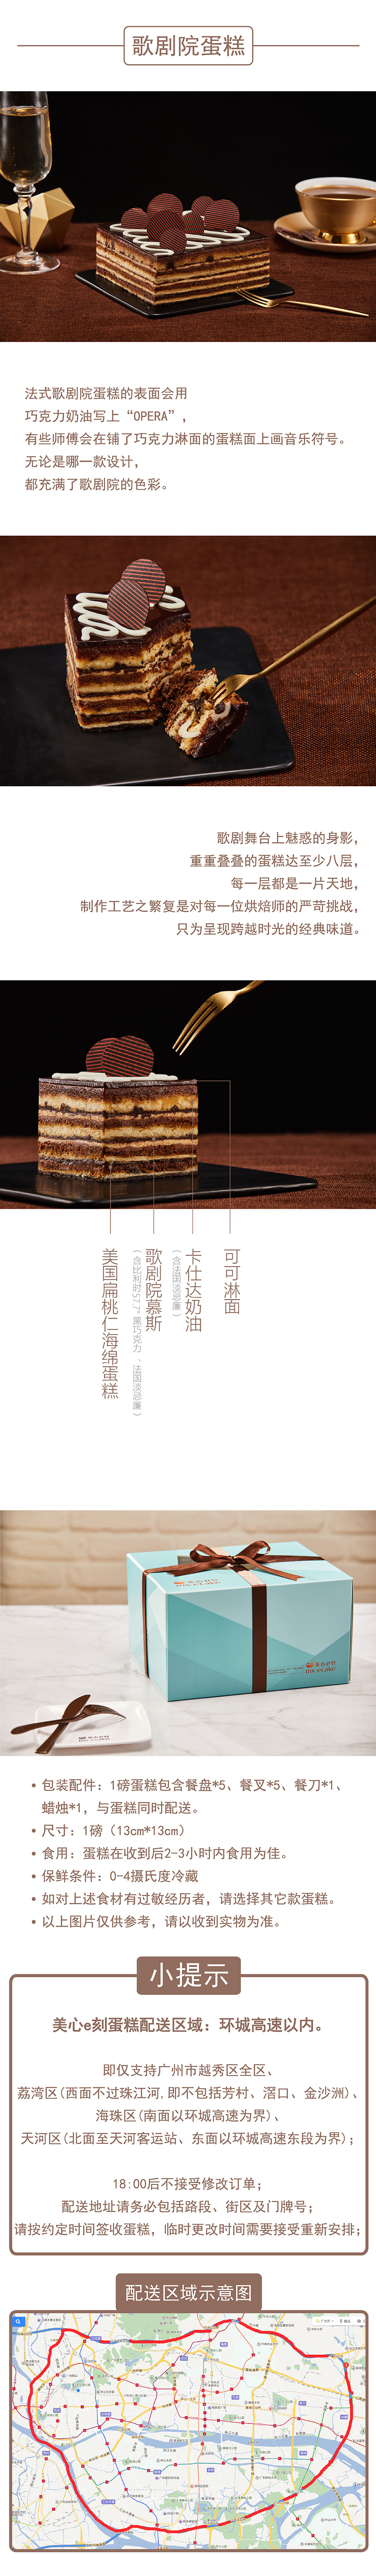 歌剧院蛋糕
法式歌剧院蛋糕的表面会用
巧克力奶油写上“OPERA”，
有些师傅会在铺了巧克力淋面的蛋糕面上画音乐符号。
无论是哪一款设计，
都充满了歌剧院的色彩。
歌剧舞台上魅惑的身影，
重重叠叠的蛋糕达至少八层，
每一层都是一片天地，
制作工艺之繁复是对每一位烘焙师的严苛挑战，
只为呈现跨越时光的经典味道。
美国扁桃仁海绵蛋糕
歌剧院慕斯
（含比利时57.7%黑巧克力、法国淡忌廉）
卡仕达奶油
（含法国淡忌廉）
可可淋面
美心e刻
mx ecake
• 包装配件：1磅蛋糕包含餐盘*5、餐叉*5、餐刀*1、
蜡烛*1，与蛋糕同时配送。
• 尺寸：1磅（13cm*13cm）
• 食用：蛋糕在收到后2-3小时内食用为佳。
• 保鲜条件：0-4摄氏度冷藏
• 如对上述食材有过敏经历者，请选择其它款蛋糕。
• 以上图片仅供参考，请以收到实物为准。
小提示
美心e刻蛋糕配送区域：环城高速以内。
即仅支持广州市越秀区全区、
荔湾区(西面不过珠江河,即不包括芳村、滘口、金沙洲)、
海珠区(南面以环城高速为界)、
天河区(北面至天河客运站、东面以环城高速东段为界)；
18:00后不接受修改订单；
配送地址请务必包括路段、街区及门牌号；
请按约定时间签收蛋糕，临时更改时间需要接受重新安排；
配送区域示意图